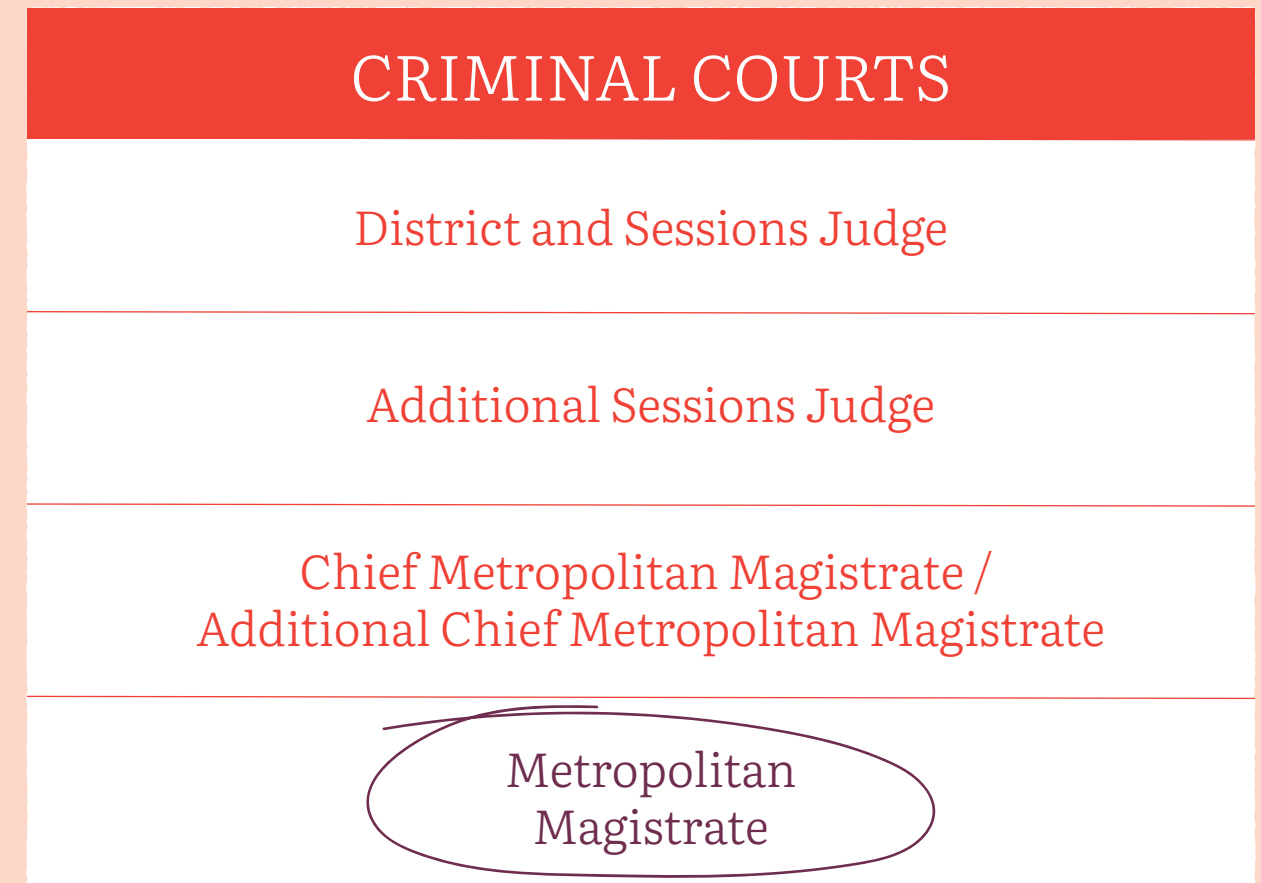 CRIMINAL COURTS
District and Sessions Judge
Additional Sessions Judge
Chief Metropolitan Magistrate /
Additional Chief Metropolitan Magistrate
Metropolitan
Magistrate